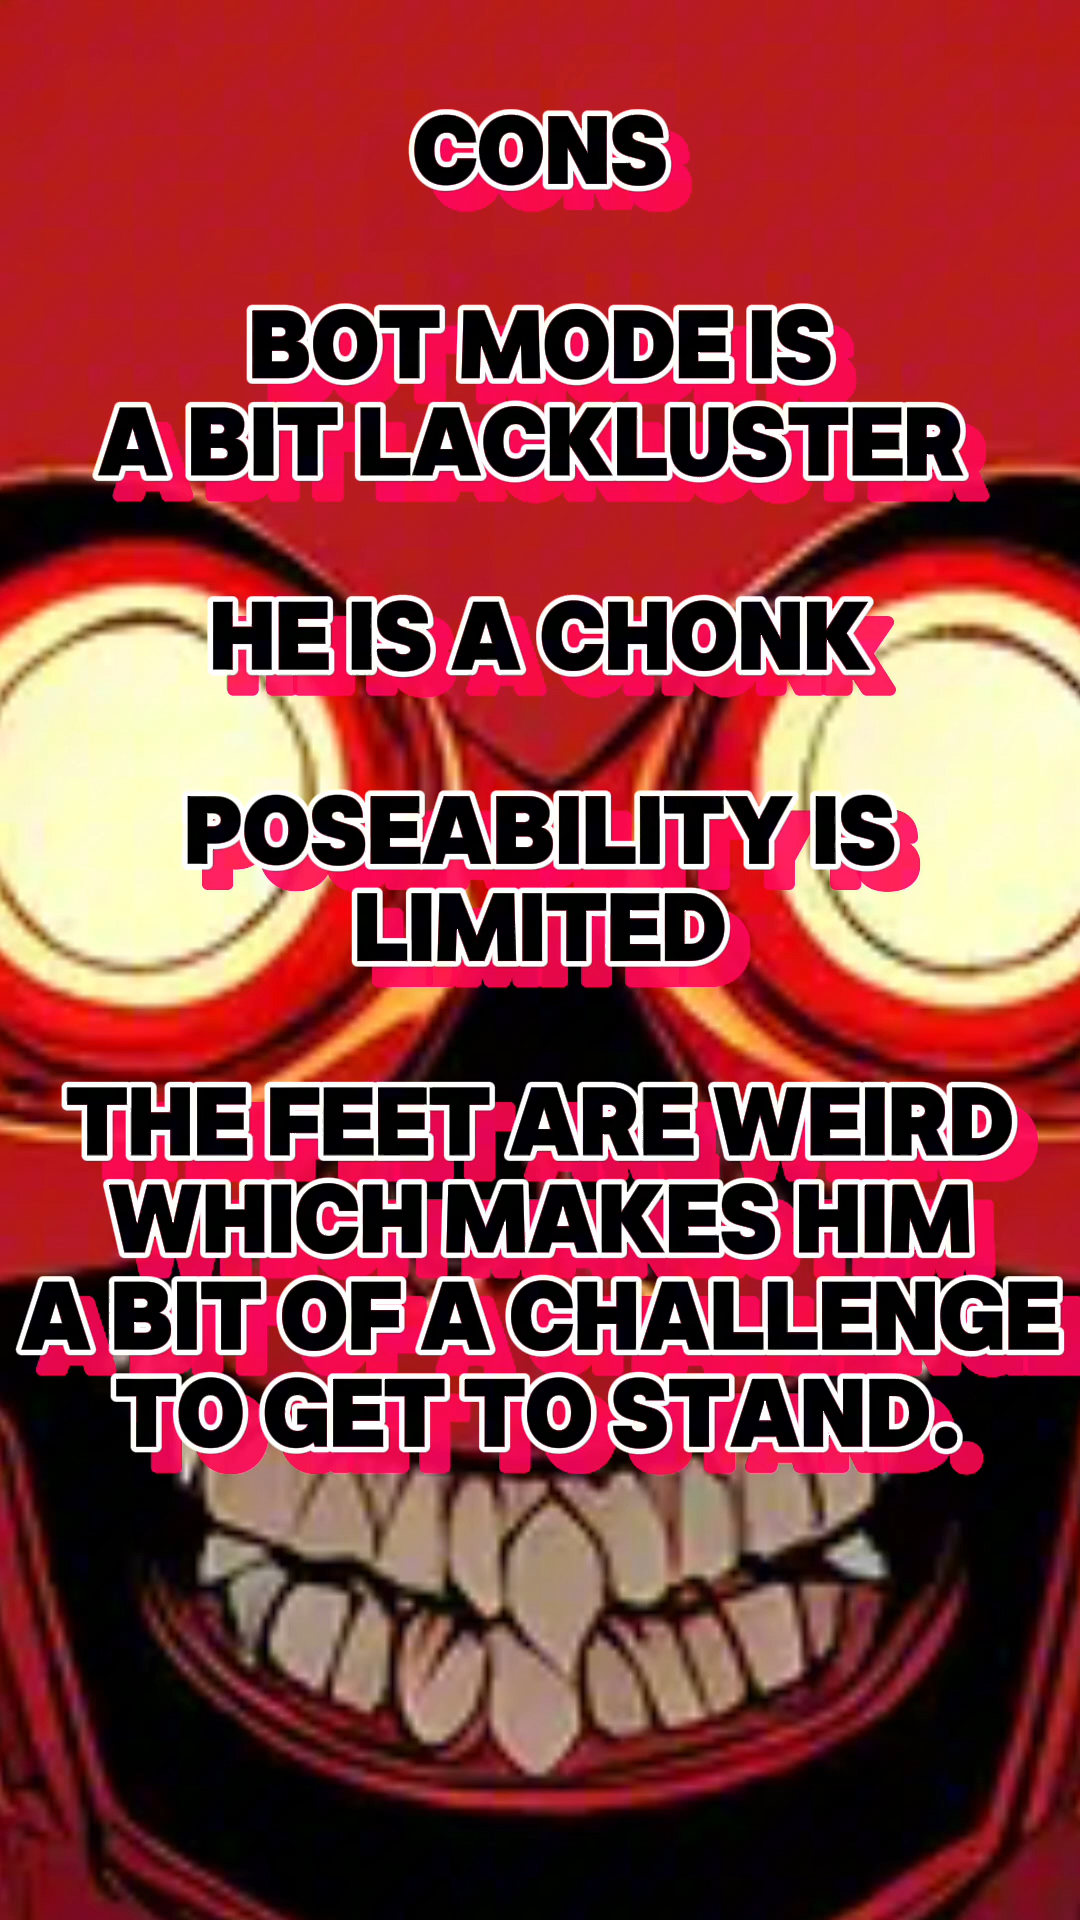 CONS
BOT MODE IS
A BIT LACKLUSTER
HE IS A CHONK
POSEABILITY IS
LIMITED
THE FEET ARE WEIRD
WHICH MAKES HIM
A BIT OF A CHALLENGE
TO GET TO STAND.